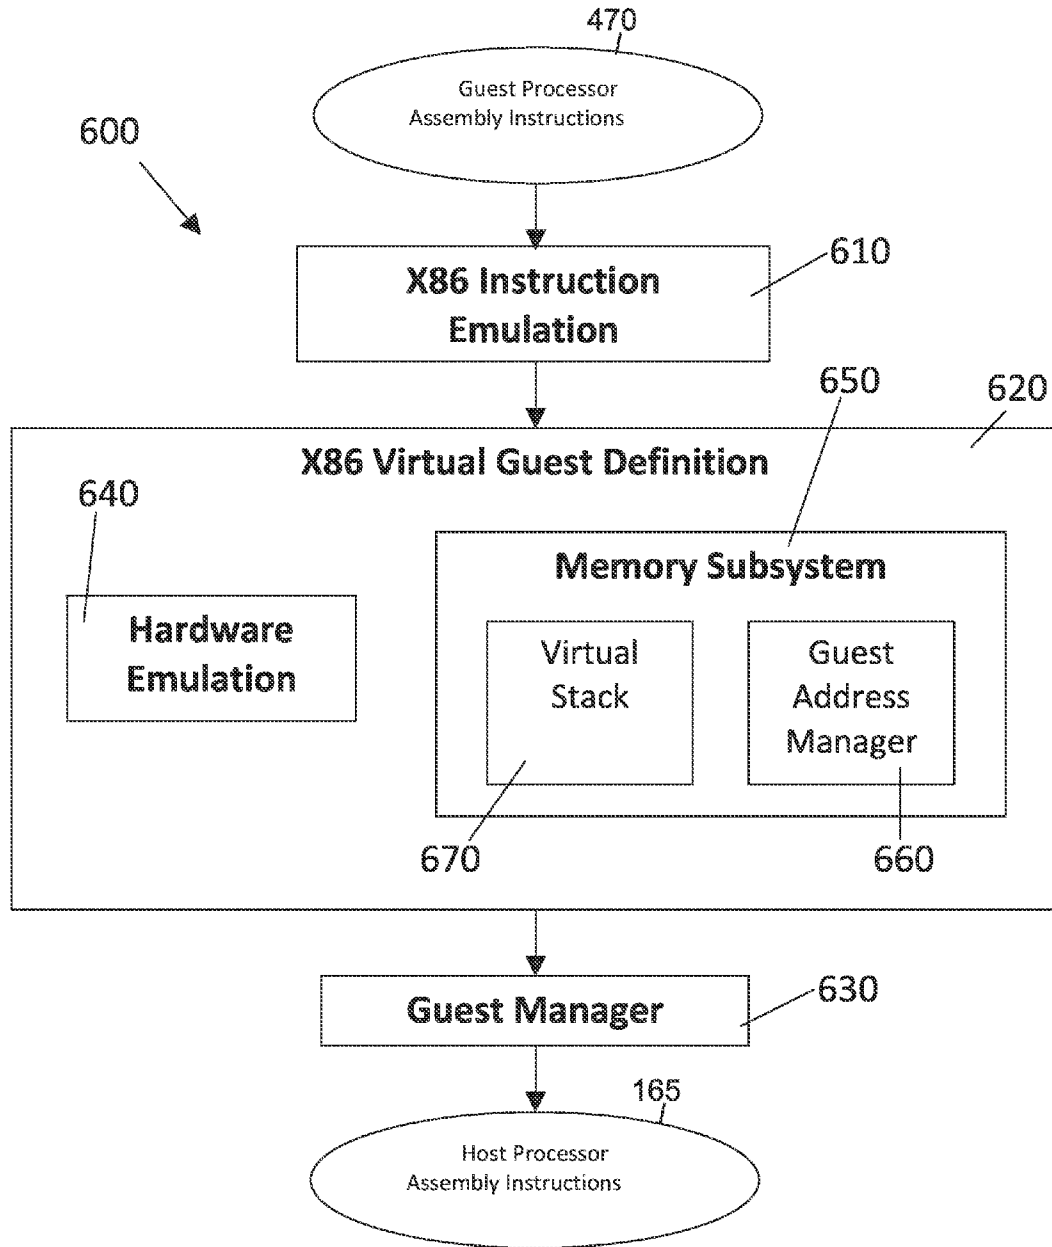 470
Guest Processor
Assembly Instructions
600
X86 Instruction
Emulation
610
650
620
X86 Virtual Guest Definition
640
Memory Subsystem
Hardware
Emulation
Virtual
Stack
Guest
Address
Manager
670
660
Guest Manager
630
165
Host Processor
Assembly Instructions